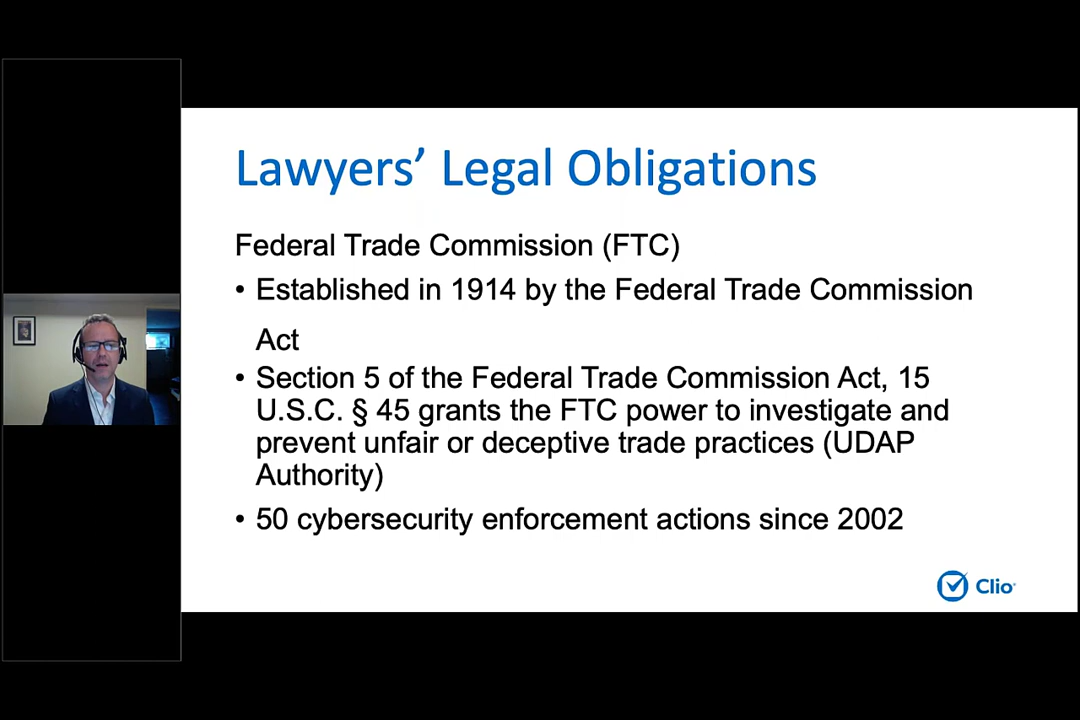 Lawyers’ Legal Obligations
Federal Trade Commission (FTC)
• Established in 1914 by the Federal Trade Commission
Act
• Section 5 of the Federal Trade Commission Act, 15
U.S.C. § 45 grants the FTC power to investigate and
prevent unfair or deceptive trade practices (UDAP
Authority)
• 50 cybersecurity enforcement actions since 2002
Clio